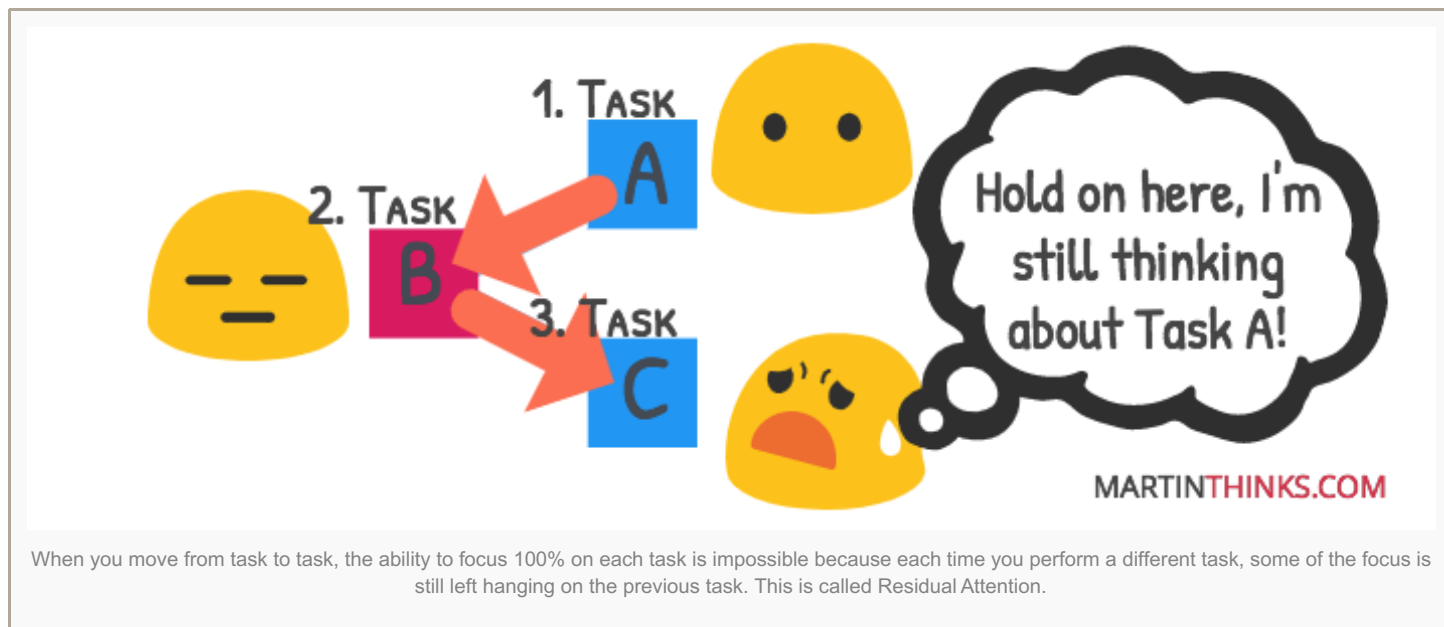 1. TASK
A
2. TASK
B
3. TASK
C
Hold on here, I'm
still thinking
about Task A!
MARTINTHINKS.COM
When you move from task to task, the ability to focus 100% on each task is impossible because each time you perform a different task, some of the focus is
still left hanging on the previous task. This is called Residual Attention.